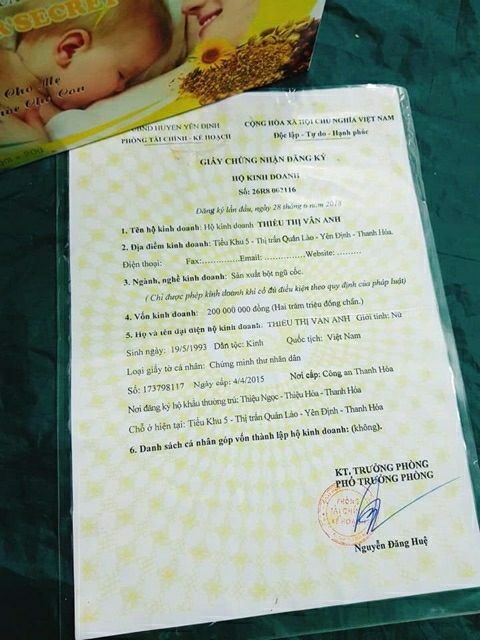 SECRET
Cho Mẹ
Cho Con
UBND HUYỆN YÊN ĐỊNH
PHÒNG TÀI CHÍNH - KẾ HOẠCH
CỘNG HÒA XÃ HỘI CHỦ NGHĨA VIỆT NAM
Độc lập - Tự do - Hạnh phúc
GIẤY CHỨNG NHẬN ĐĂNG KÝ
HỘ KINH DOANH
Số: 26R8 002116
Đăng ký lần đầu, ngày 28 tháng 6 năm 2018
1. Tên hộ kinh doanh: Hộ kinh doanh THIỀU THỊ VÂN ANH
2. Địa điểm kinh doanh: Tiểu Khu 5 - Thị trấn Quán Lào - Yên Định - Thanh Hóa.
Điện thoại: Fax:..............Email: ...............Website: .........
3. Ngành, nghề kinh doanh: Sản xuất bột ngũ cốc.
( Chỉ được phép kinh doanh khi có đủ điều kiện theo quy định của pháp luật)
4. Vốn kinh doanh: 200 000 000 đồng (Hai trăm triệu đồng chẵn.)
5. Họ và tên đại diện hộ kinh doanh: THIỀU THỊ VÂN ANH Giới tính: Nữ
Sinh ngày: 19/5/1993 Dân tộc: Kinh Quốc tịch: Việt Nam
Loại giấy tờ cá nhân: Chứng minh thư nhân dân
Số: 173798117 Ngày cấp: 4/4/2015 Nơi cấp: Công an Thanh Hóa
Nơi đăng ký hộ khẩu thường trú: Thiệu Ngọc - Thiệu Hóa - Thanh Hóa
Chỗ ở hiện tại: Tiểu Khu 5 - Thị trấn Quán Lào - Yên Định - Thanh Hóa
6. Danh sách cá nhân góp vốn thành lập hộ kinh doanh: (không).
KT. TRƯỞNG PHÒNG
PHÓ TRƯỞNG PHÒNG
PHÒNG
TÀI CHÍNH
KẾ HOẠCH
Nguyễn Đăng Huệ